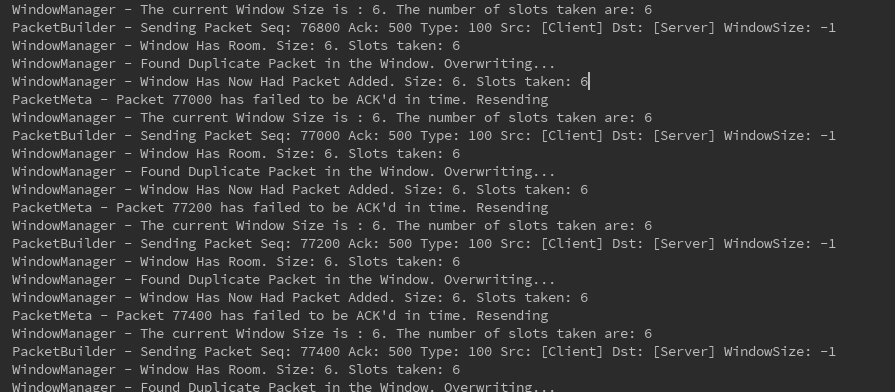 WindowManager - The current Window Size is : 6. The number of slots taken are: 6
PacketBuilder - Sending Packet Seq: 76800 Ack: 500 Type: 100 Src: [Client] Dst: [Server] WindowSize: -1
WindowManager - Window Has Room. Size: 6. Slots taken: 6
WindowManager - Found Duplicate Packet in the Window. Overwriting...
WindowManager - Window Has Now Had Packet Added. Size: 6. Slots taken: 6
PacketMeta - Packet 77000 has failed to be ACK'd in time. Resending
WindowManager - The current Window Size is : 6. The number of slots taken are: 6
PacketBuilder - Sending Packet Seq: 77000 Ack: 500 Type: 100 Src: [Client] Dst: [Server] WindowSize: -1
WindowManager - Window Has Room. Size: 6. Slots taken: 6
WindowManager - Found Duplicate Packet in the Window. Overwriting...
WindowManager - Window Has Now Had Packet Added. Size: 6. Slots taken: 6
PacketMeta - Packet 77200 has failed to be ACK'd in time. Resending
WindowManager - The current Window Size is : 6. The number of slots taken are: 6
PacketBuilder - Sending Packet Seq: 77200 Ack: 500 Type: 100 Src: [Client] Dst: [Server] WindowSize: -1
WindowManager - Window Has Room. Size: 6. Slots taken: 6
WindowManager - Found Duplicate Packet in the Window. Overwriting...
WindowManager - Window Has Now Had Packet Added. Size: 6. Slots taken: 6
PacketMeta - Packet 77400 has failed to be ACK'd in time. Resending
WindowManager - The current Window Size is : 6. The number of slots taken are: 6
PacketBuilder - Sending Packet Seq: 77400 Ack: 500 Type: 100 Src: [Client] Dst: [Server] WindowSize: -1
WindowManager - Window Has Room. Size: 6. Slots taken: 6
WindowManager - Found Duplicate Packet in the Window. Overwriting...